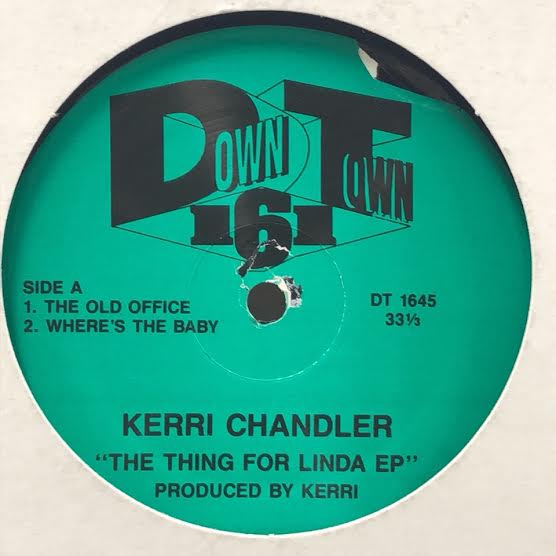 DOWN TOWN
161
SIDE A
1. THE OLD OFFICE
2. WHERE'S THE BABY
DT 1645
33⅓
KERRI CHANDLER
“THE THING FOR LINDA EP”
PRODUCED BY KERRI